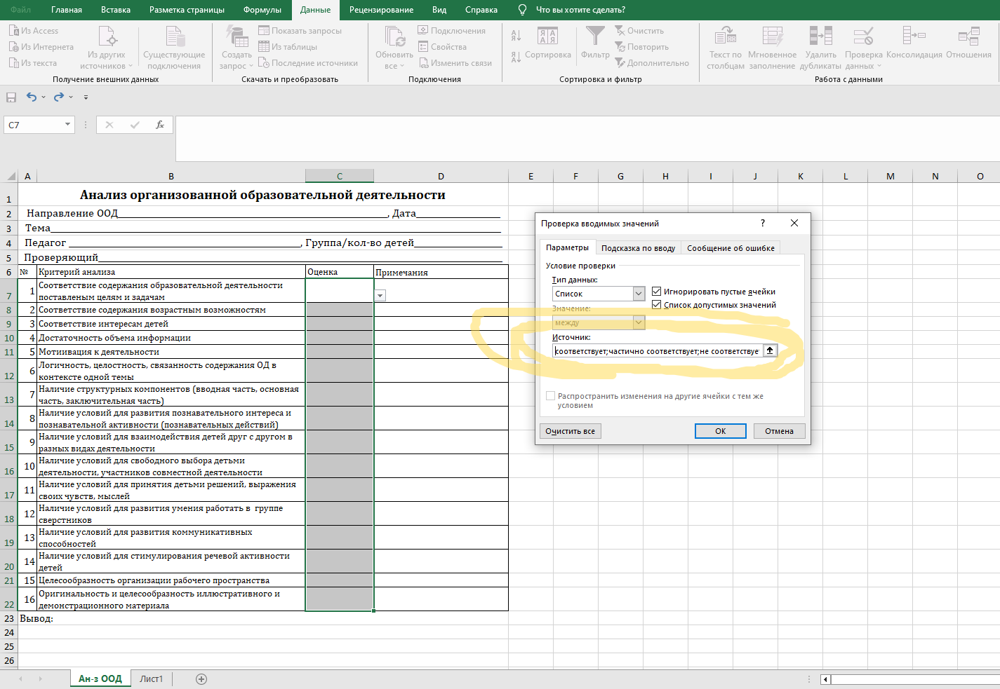 Файл Главная Вставка Разметка страницы Формулы Данные Рецензирование Вид Справка Что вы хотите сделать?
Из Access
Из Интернета
Из текста
Из других источников
Существующие подключения
Получение внешних данных
Создать запрос
Показать запросы
Из таблицы
Последние источники
Скачать и преобразовать
Обновить все
Подключения
Свойства
Изменить связи
Подключения
Сортировка
Фильтр
Очистить
Повторить
Дополнительно
Сортировка и фильтр
Текст по столбцам
Мгновенное заполнение
Удалить дубликаты
Проверка данных
Консолидация
Отношения
Работа с данными
C7
fx
A B C D E F G H I J K L M N O
1 Анализ организованной образовательной деятельности
2 Направление ООД, Дата
3 Тема
4 Педагог , Группа/кол-во детей
5 Проверяющий
6 № Критерий анализа Оценка Примечания
7 1 Соответствие содержания образовательной деятельности поставленым целям и задачам
8 2 Соответствие содержания возрастным возможностям
9 3 Соответствие интересам детей
10 4 Достаточность объема информации
11 5 Мотиивация к деятельности
12 6 Логичность, целостность, связанность содержания ОД в контексте одной темы
13 7 Наличие структурных компонентов (вводная часть, основная часть, заключительная часть)
14 8 Наличие условий для развития познавательного интереса и познавательной активности (познавательных действий)
15 9 Наличие условий для взаимодействия детей друг с другом в разных видах деятельности
16 10 Наличие условий для свободного выбора детьми деятельности, участников совместной деятельности
17 11 Наличие условий для принятия детьми решений, выражения своих чувств, мыслей
18 12 Наличие условий для развития умения работать в группе сверстников
19 13 Наличие условий для развития коммуникативных способностей
20 14 Наличие условий для стимулирования речевой активности детей
21 15 Целесообразность организации рабочего пространства
22 16 Оригинальность и целесообразность иллюстративного и демонстрационного материала
23 Вывод:
24
25
26
Проверка вводимых значений ?
Параметры Подсказка по вводу Сообщение об ошибке
Условие проверки
Тип данных:
Список
Игнорировать пустые ячейки
Список допустимых значений
Значение:
между
Источник:
соответствует;частично соответствует;не соответствуе
Распространить изменения на другие ячейки с тем же условием
Очистить все ОК Отмена
Ан-з ООД Лист1